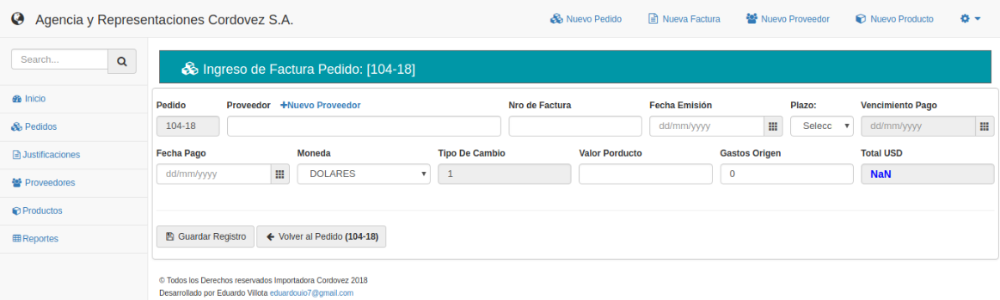 Agencia y Representaciones Cordovez S.A.
Nuevo Pedido
Nueva Factura
Nuevo Proveedor
Nuevo Producto
Search...
Inicio
Pedidos
Justificaciones
Proveedores
Productos
Reportes
Ingreso de Factura Pedido: [104-18]
Pedido
Proveedor
+Nuevo Proveedor
Nro de Factura
Fecha Emisión
Plazo:
Vencimiento Pago
104-18
dd/mm/yyyy
Selecc
dd/mm/yyyy
Fecha Pago
Moneda
Tipo De Cambio
Valor Porducto
Gastos Origen
Total USD
dd/mm/yyyy
DOLARES
1
0
NaN
Guardar Registro
Volver al Pedido (104-18)
© Todos los Derechos reservados Importadora Cordovez 2018
Desarrollado por Eduardo Villota eduardouio7@gmail.com